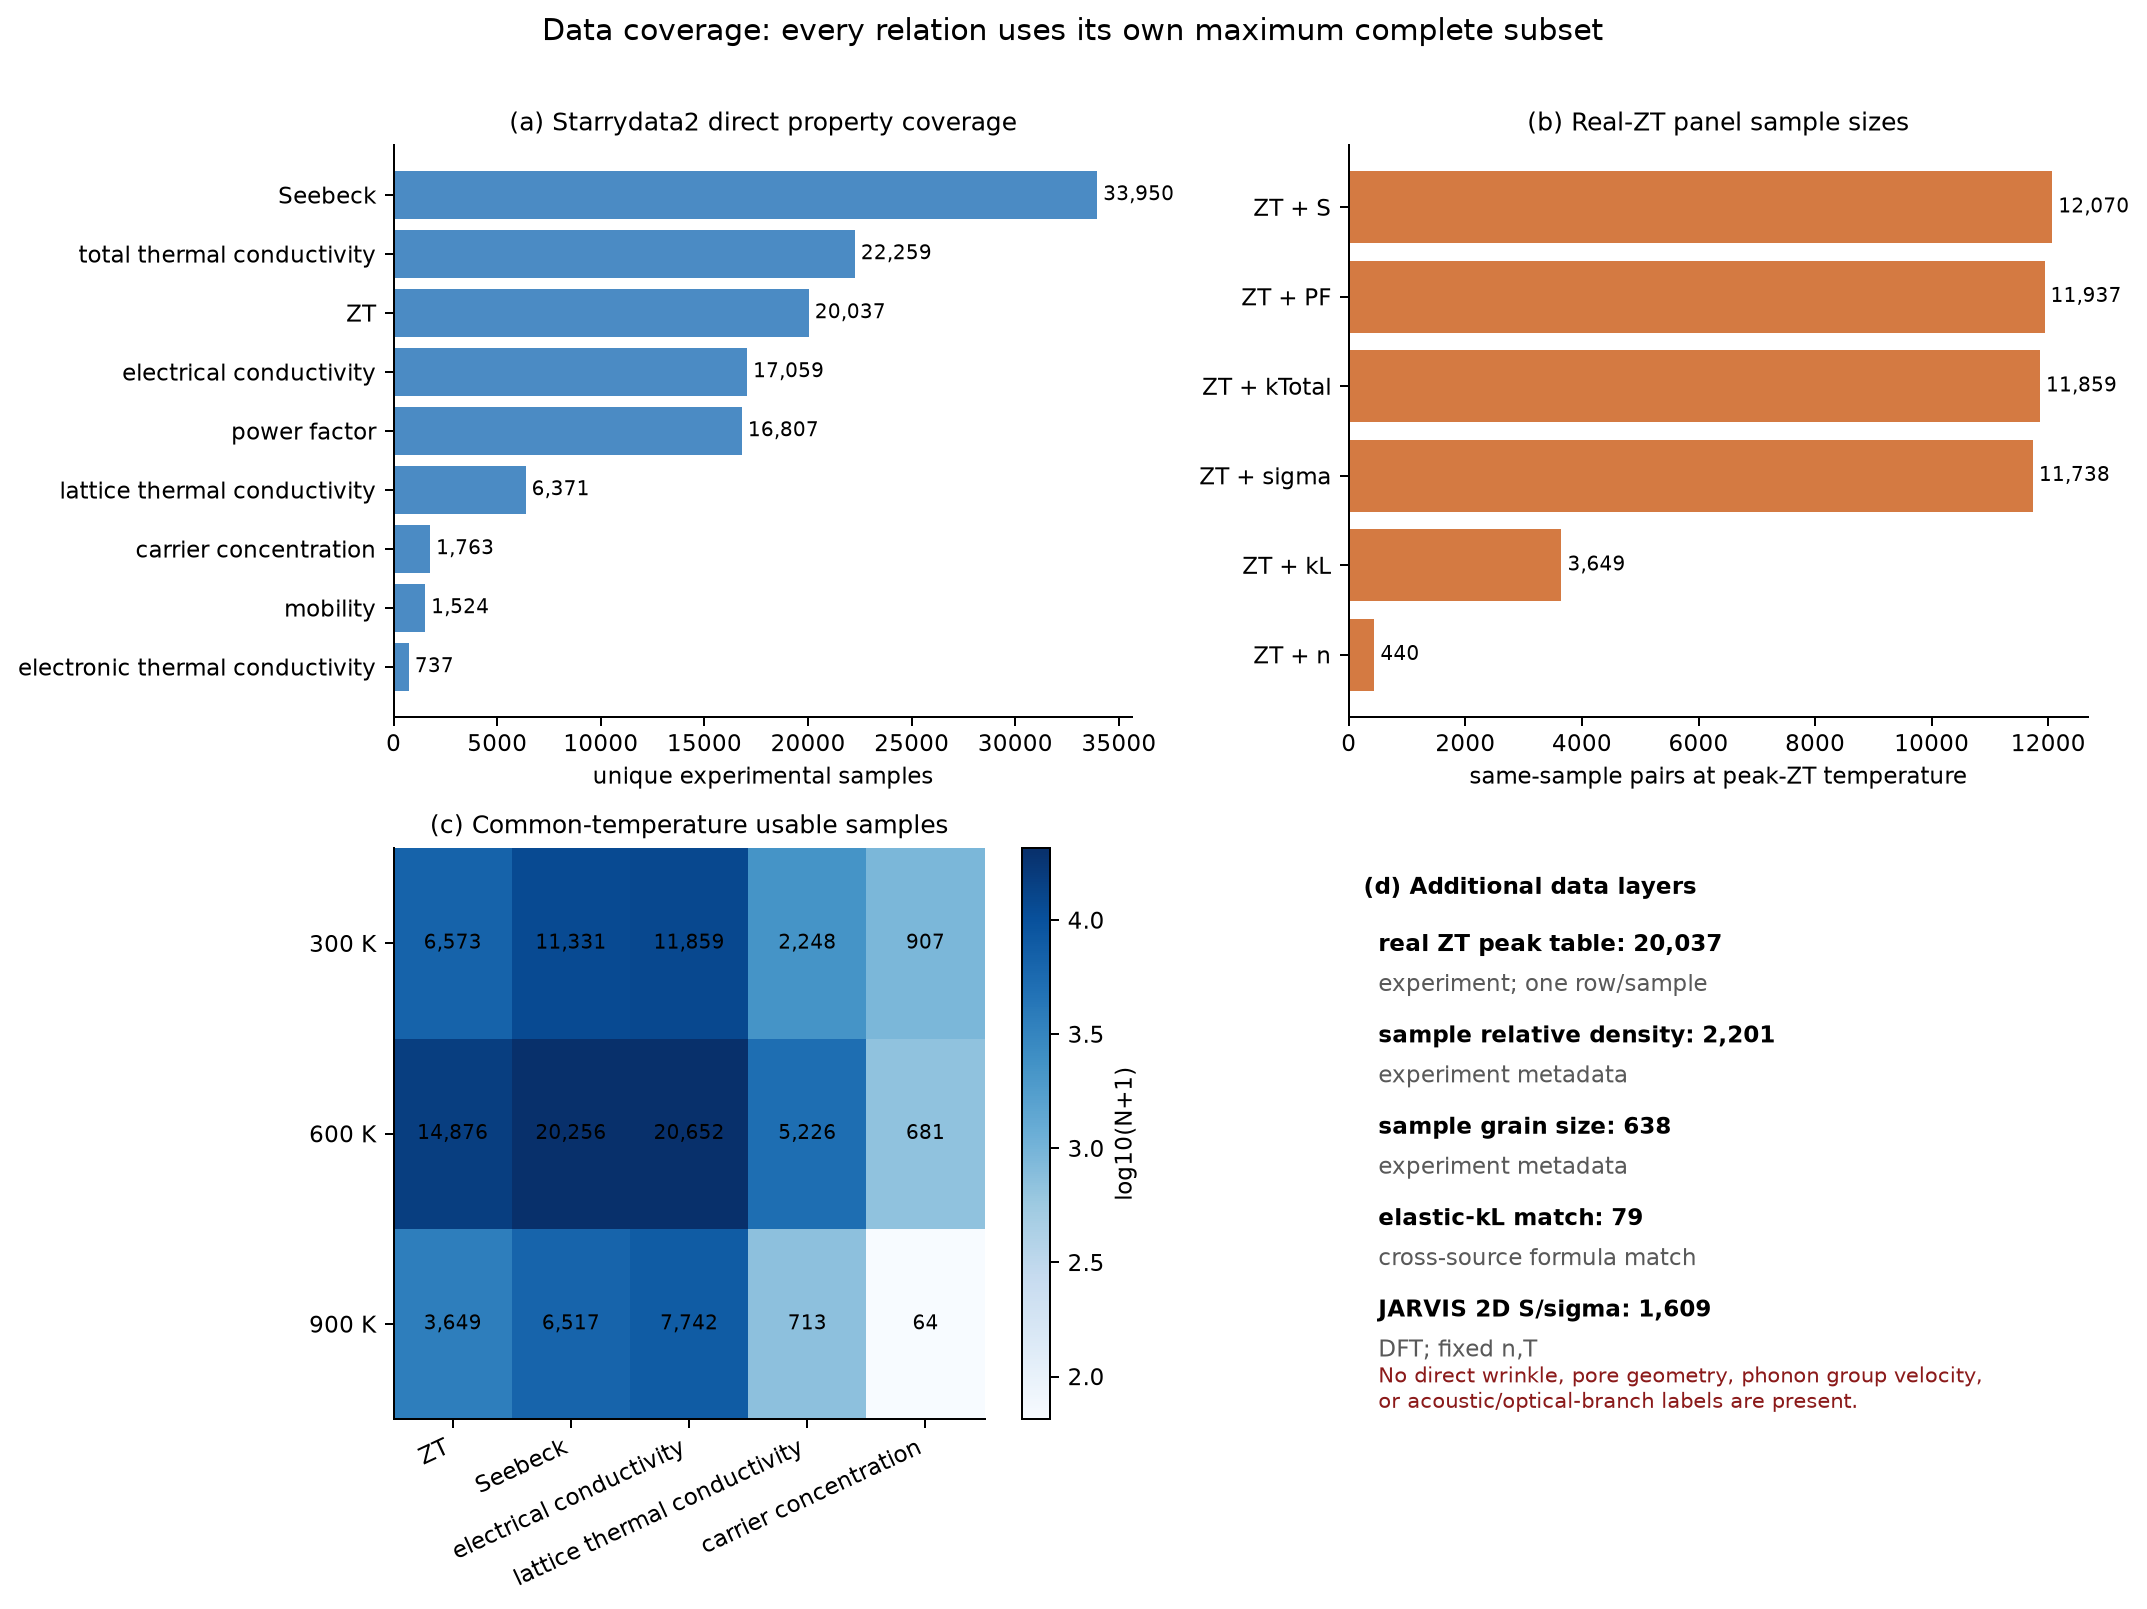 Data coverage: every relation uses its own maximum complete subset
(a) Starrydata2 direct property coverage
Seebeck
33,950
total thermal conductivity
22,259
ZT
20,037
electrical conductivity
17,059
power factor
16,807
lattice thermal conductivity
6,371
carrier concentration
1,763
mobility
1,524
electronic thermal conductivity
737
0 5000 10000 15000 20000 25000 30000 35000
unique experimental samples
(b) Real-ZT panel sample sizes
ZT + S
12,070
ZT + PF
11,937
ZT + kTotal
11,859
ZT + sigma
11,738
ZT + kL
3,649
ZT + n
440
0 2000 4000 6000 8000 10000 12000
same-sample pairs at peak-ZT temperature
(c) Common-temperature usable samples
300 K 6,573 11,331 11,859 2,248 907
600 K 14,876 20,256 20,652 5,226 681
900 K 3,649 6,517 7,742 713 64
ZT
Seebeck
electrical conductivity
lattice thermal conductivity
carrier concentration
4.0
3.5
3.0
2.5
2.0
log10(N+1)
(d) Additional data layers
real ZT peak table: 20,037
experiment; one row/sample
sample relative density: 2,201
experiment metadata
sample grain size: 638
experiment metadata
elastic-kL match: 79
cross-source formula match
JARVIS 2D S/sigma: 1,609
DFT; fixed n,T
No direct wrinkle, pore geometry, phonon group velocity,
or acoustic/optical-branch labels are present.